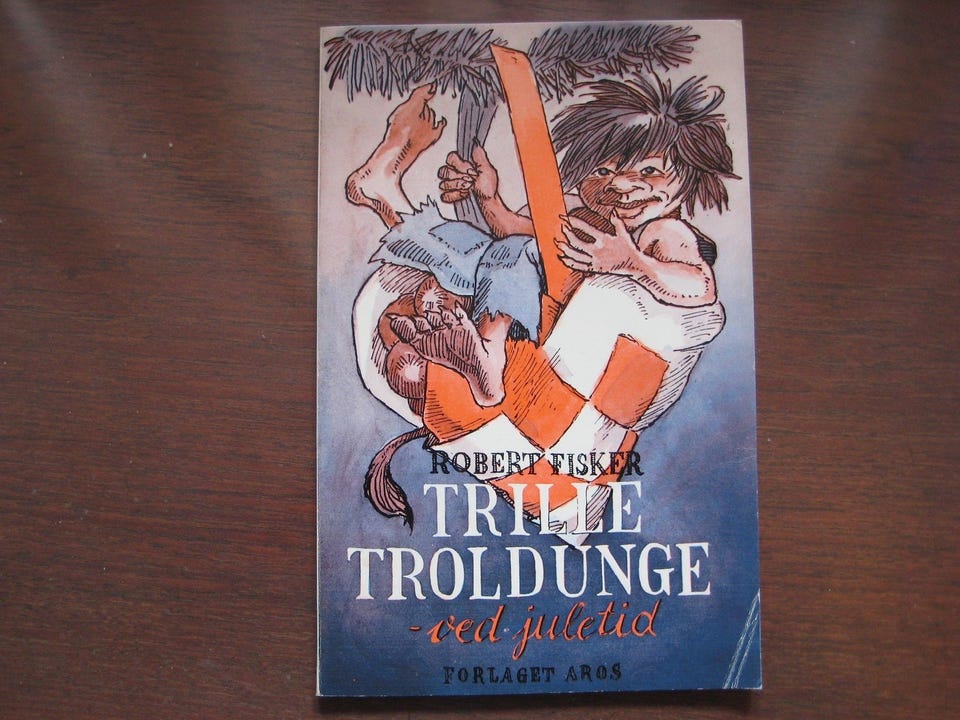 ROBERT FISKER
TRILLE
TROLDUNGE
-ved juletid
FORLAGET AROS